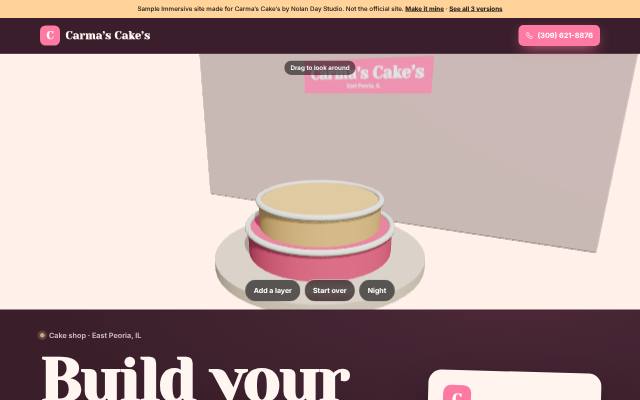 Sample Immersive site made for Carma's Cake's by Nolan Day Studio. Not the official site. Make it mine · See all 3 versions
C Carma's Cake's
(309) 621-8876
Drag to look around
Carma's Cake's
East Peoria, IL
Add a layer Start over Night
Cake shop · East Peoria, IL
Build your
C